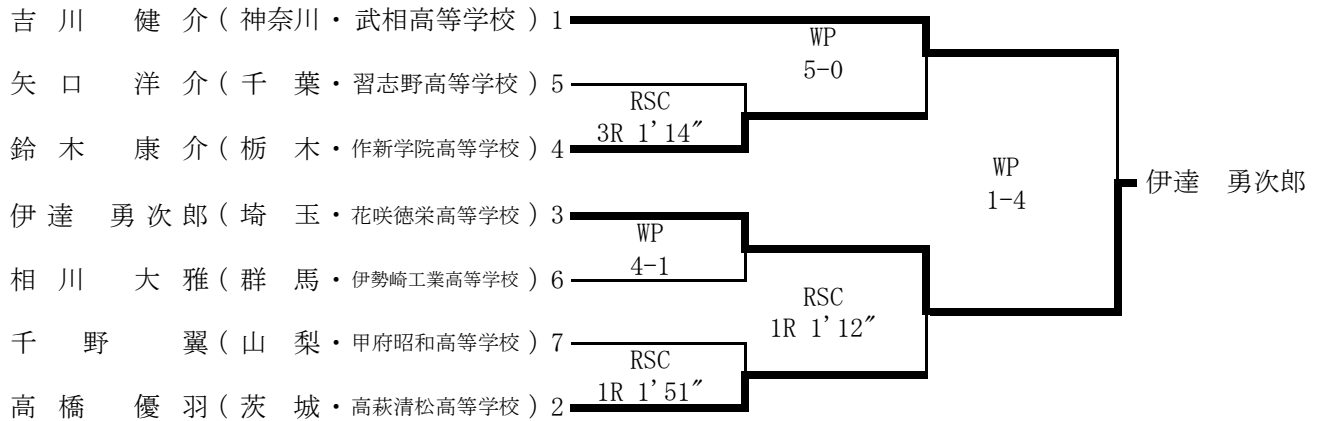 吉川 健介(神奈川・武相高等学校)1
WP
5-0
矢口 洋介(千葉・習志野高等学校)5
RSC
3R 1'14″
鈴木 康介(栃木・作新学院高等学校)4
WP
1-4
伊達 勇次郎
伊達 勇次郎(埼玉・花咲徳栄高等学校)3
WP
4-1
相川 大雅(群馬・伊勢崎工業高等学校)6
RSC
1R 1'12″
千野 翼(山梨・甲府昭和高等学校)7
RSC
1R 1'51″
高橋 優羽(茨城・高萩清松高等学校)2